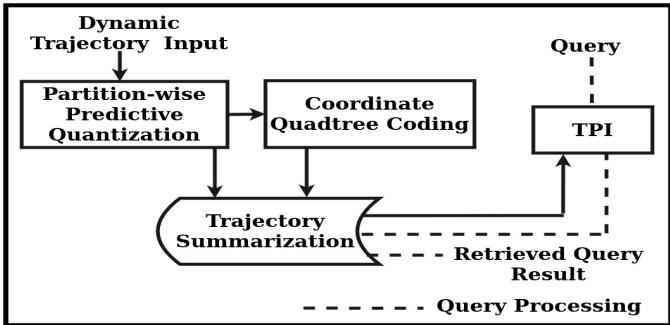 Dynamic
Trajectory Input
Query
Partition-wise
Predictive
Quantization
Coordinate
Quadtree Coding
TPI
Trajectory
Summarization
Retrieved Query
Result
Query Processing